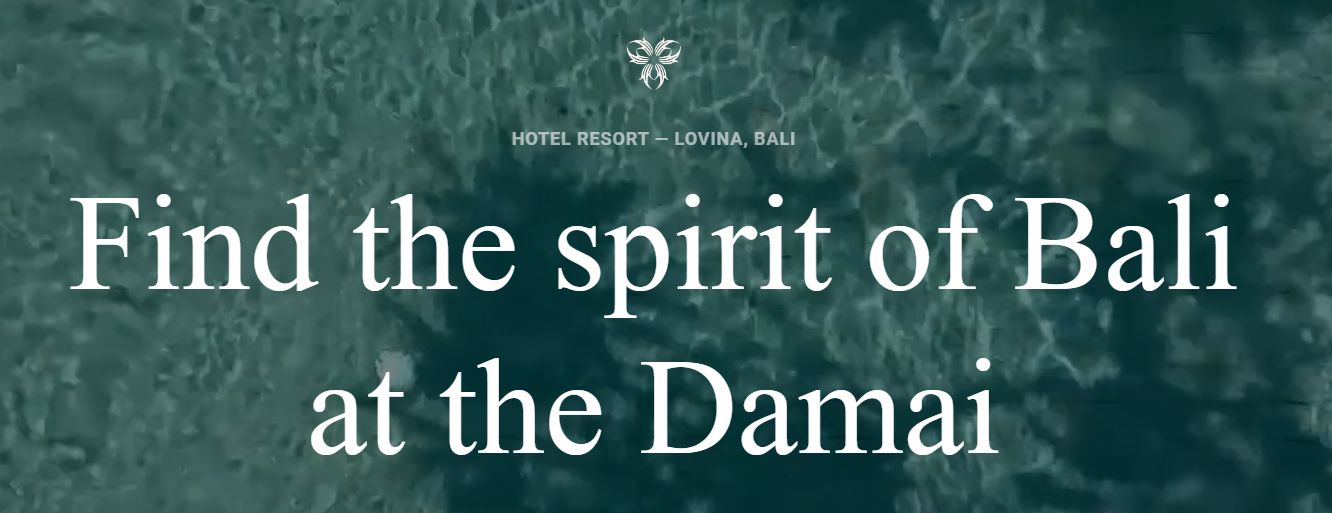 HOTEL RESORT — LOVINA, BALI
Find the spirit of Bali
at the Damai